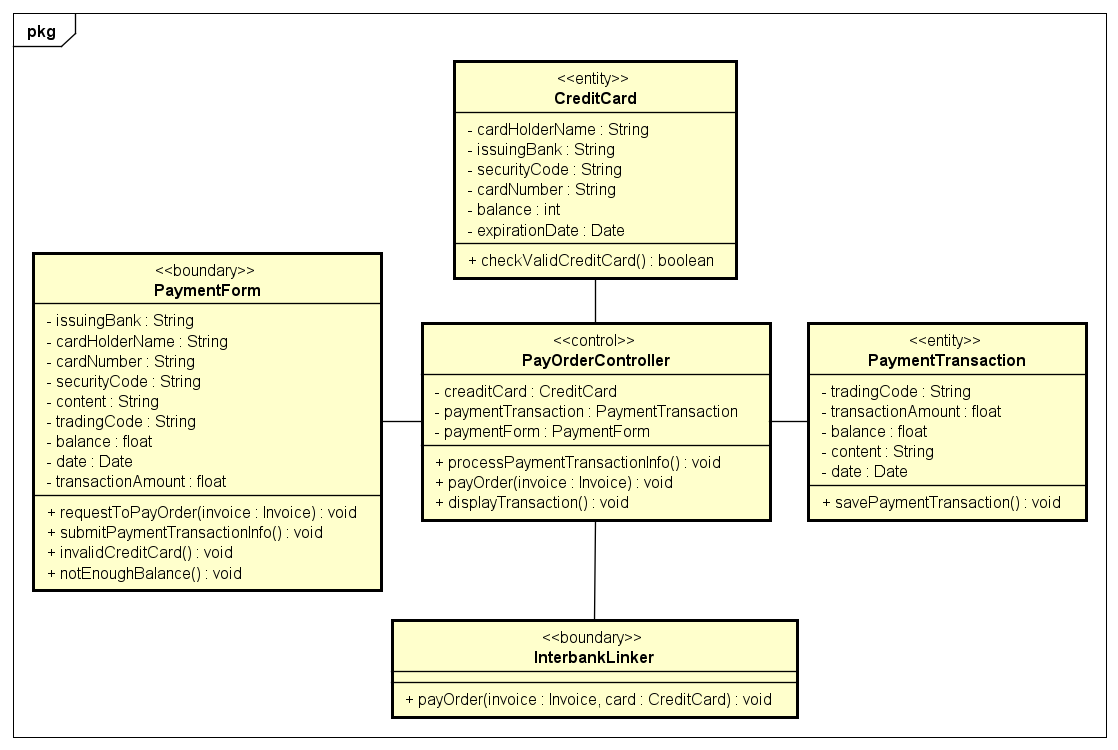 pkg
<<entity>>
CreditCard
- cardHolderName : String
- issuingBank : String
- securityCode : String
- cardNumber : String
- balance : int
- expirationDate : Date
+ checkValidCreditCard() : boolean
<<boundary>>
PaymentForm
- issuingBank : String
- cardHolderName : String
- cardNumber : String
- securityCode : String
- content : String
- tradingCode : String
- balance : float
- date : Date
- transactionAmount : float
+ requestToPayOrder(invoice : Invoice) : void
+ submitPaymentTransactionInfo() : void
+ invalidCreditCard() : void
+ notEnoughBalance() : void
<<control>>
PayOrderController
- creaditCard : CreditCard
- paymentTransaction : PaymentTransaction
- paymentForm : PaymentForm
+ processPaymentTransactionInfo() : void
+ payOrder(invoice : Invoice) : void
+ displayTransaction() : void
<<entity>>
PaymentTransaction
- tradingCode : String
- transactionAmount : float
- balance : float
- content : String
- date : Date
+ savePaymentTransaction() : void
<<boundary>>
InterbankLinker
+ payOrder(invoice : Invoice, card : CreditCard) : void